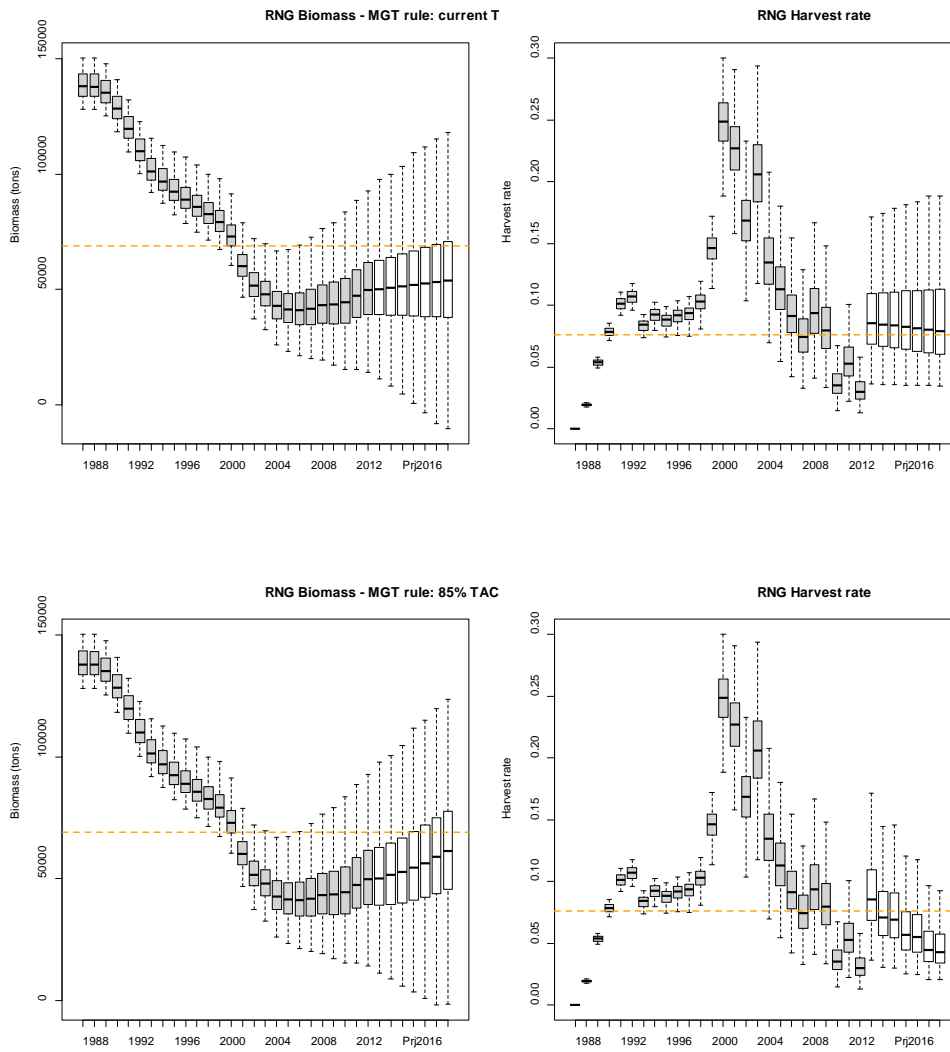 RNG Biomass - MGT rule: current T
RNG Harvest rate
Biomass (tons)
150000
100000
50000
0
1988 1992 1996 2000 2004 2008 2012 Prj2016
Harvest rate
0.30
0.25
0.20
0.15
0.10
0.05
0.00
1988 1992 1996 2000 2004 2008 2012 Prj2016
RNG Biomass - MGT rule: 85% TAC
RNG Harvest rate
Biomass (tons)
150000
100000
50000
0
1988 1992 1996 2000 2004 2008 2012 Prj2016
Harvest rate
0.30
0.25
0.20
0.15
0.10
0.05
0.00
1988 1992 1996 2000 2004 2008 2012 Prj2016